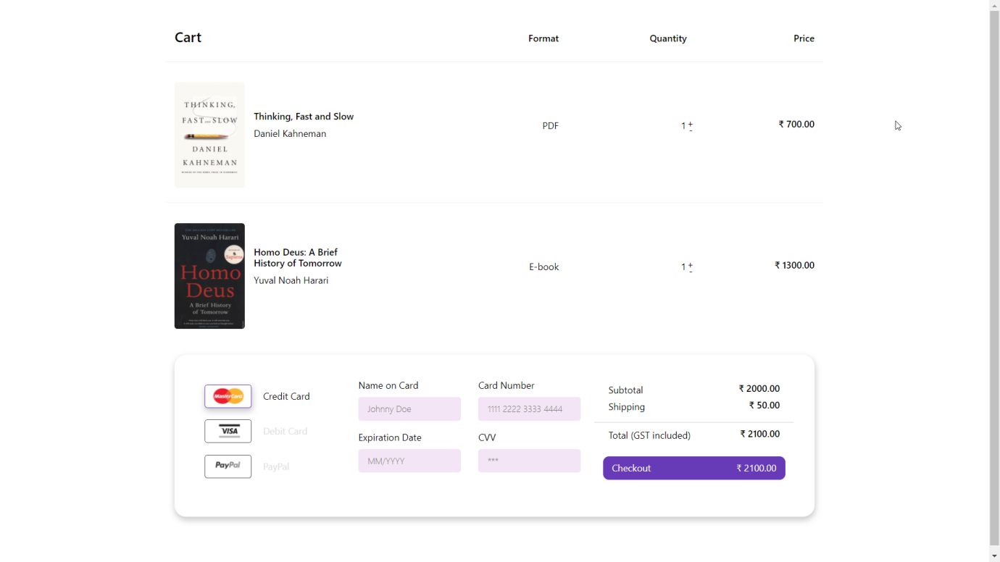 Cart Format Quantity Price
THINKING,
FAST AND SLOW
DANIEL
KAHNEMAN
Thinking, Fast and Slow
Daniel Kahneman
PDF
1 +
-
₹ 700.00
Yuval Noah Harari
Sapiens
Homo
Deus
A Brief History
of Tomorrow
Homo Deus: A Brief
History of Tomorrow
Yuval Noah Harari
E-book
1 +
-
₹ 1300.00
MasterCard Credit Card
VISA Debit Card
PayPal PayPal
Name on Card
Johnny Doe
Card Number
1111 2222 3333 4444
Expiration Date
MM/YYYY
CVV
***
Subtotal ₹ 2000.00
Shipping ₹ 50.00
Total (GST included) ₹ 2100.00
Checkout ₹ 2100.00